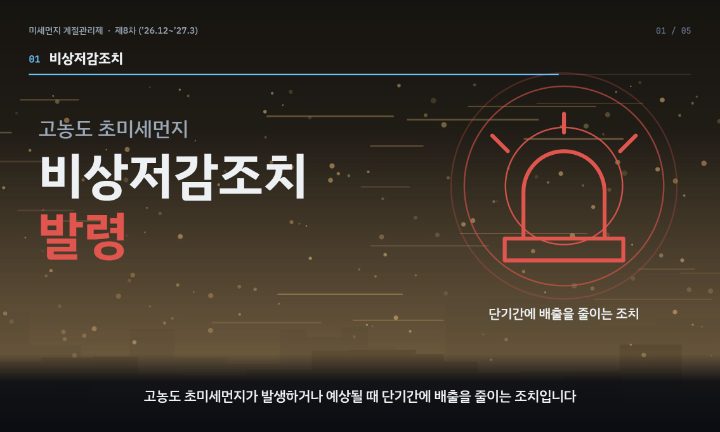 미세먼지 계절관리제 · 제8차 ('26.12~'27.3)
01 / 05
01 비상저감조치
고농도 초미세먼지
비상저감조치
발령
단기간에 배출을 줄이는 조치
고농도 초미세먼지가 발생하거나 예상될 때 단기간에 배출을 줄이는 조치입니다